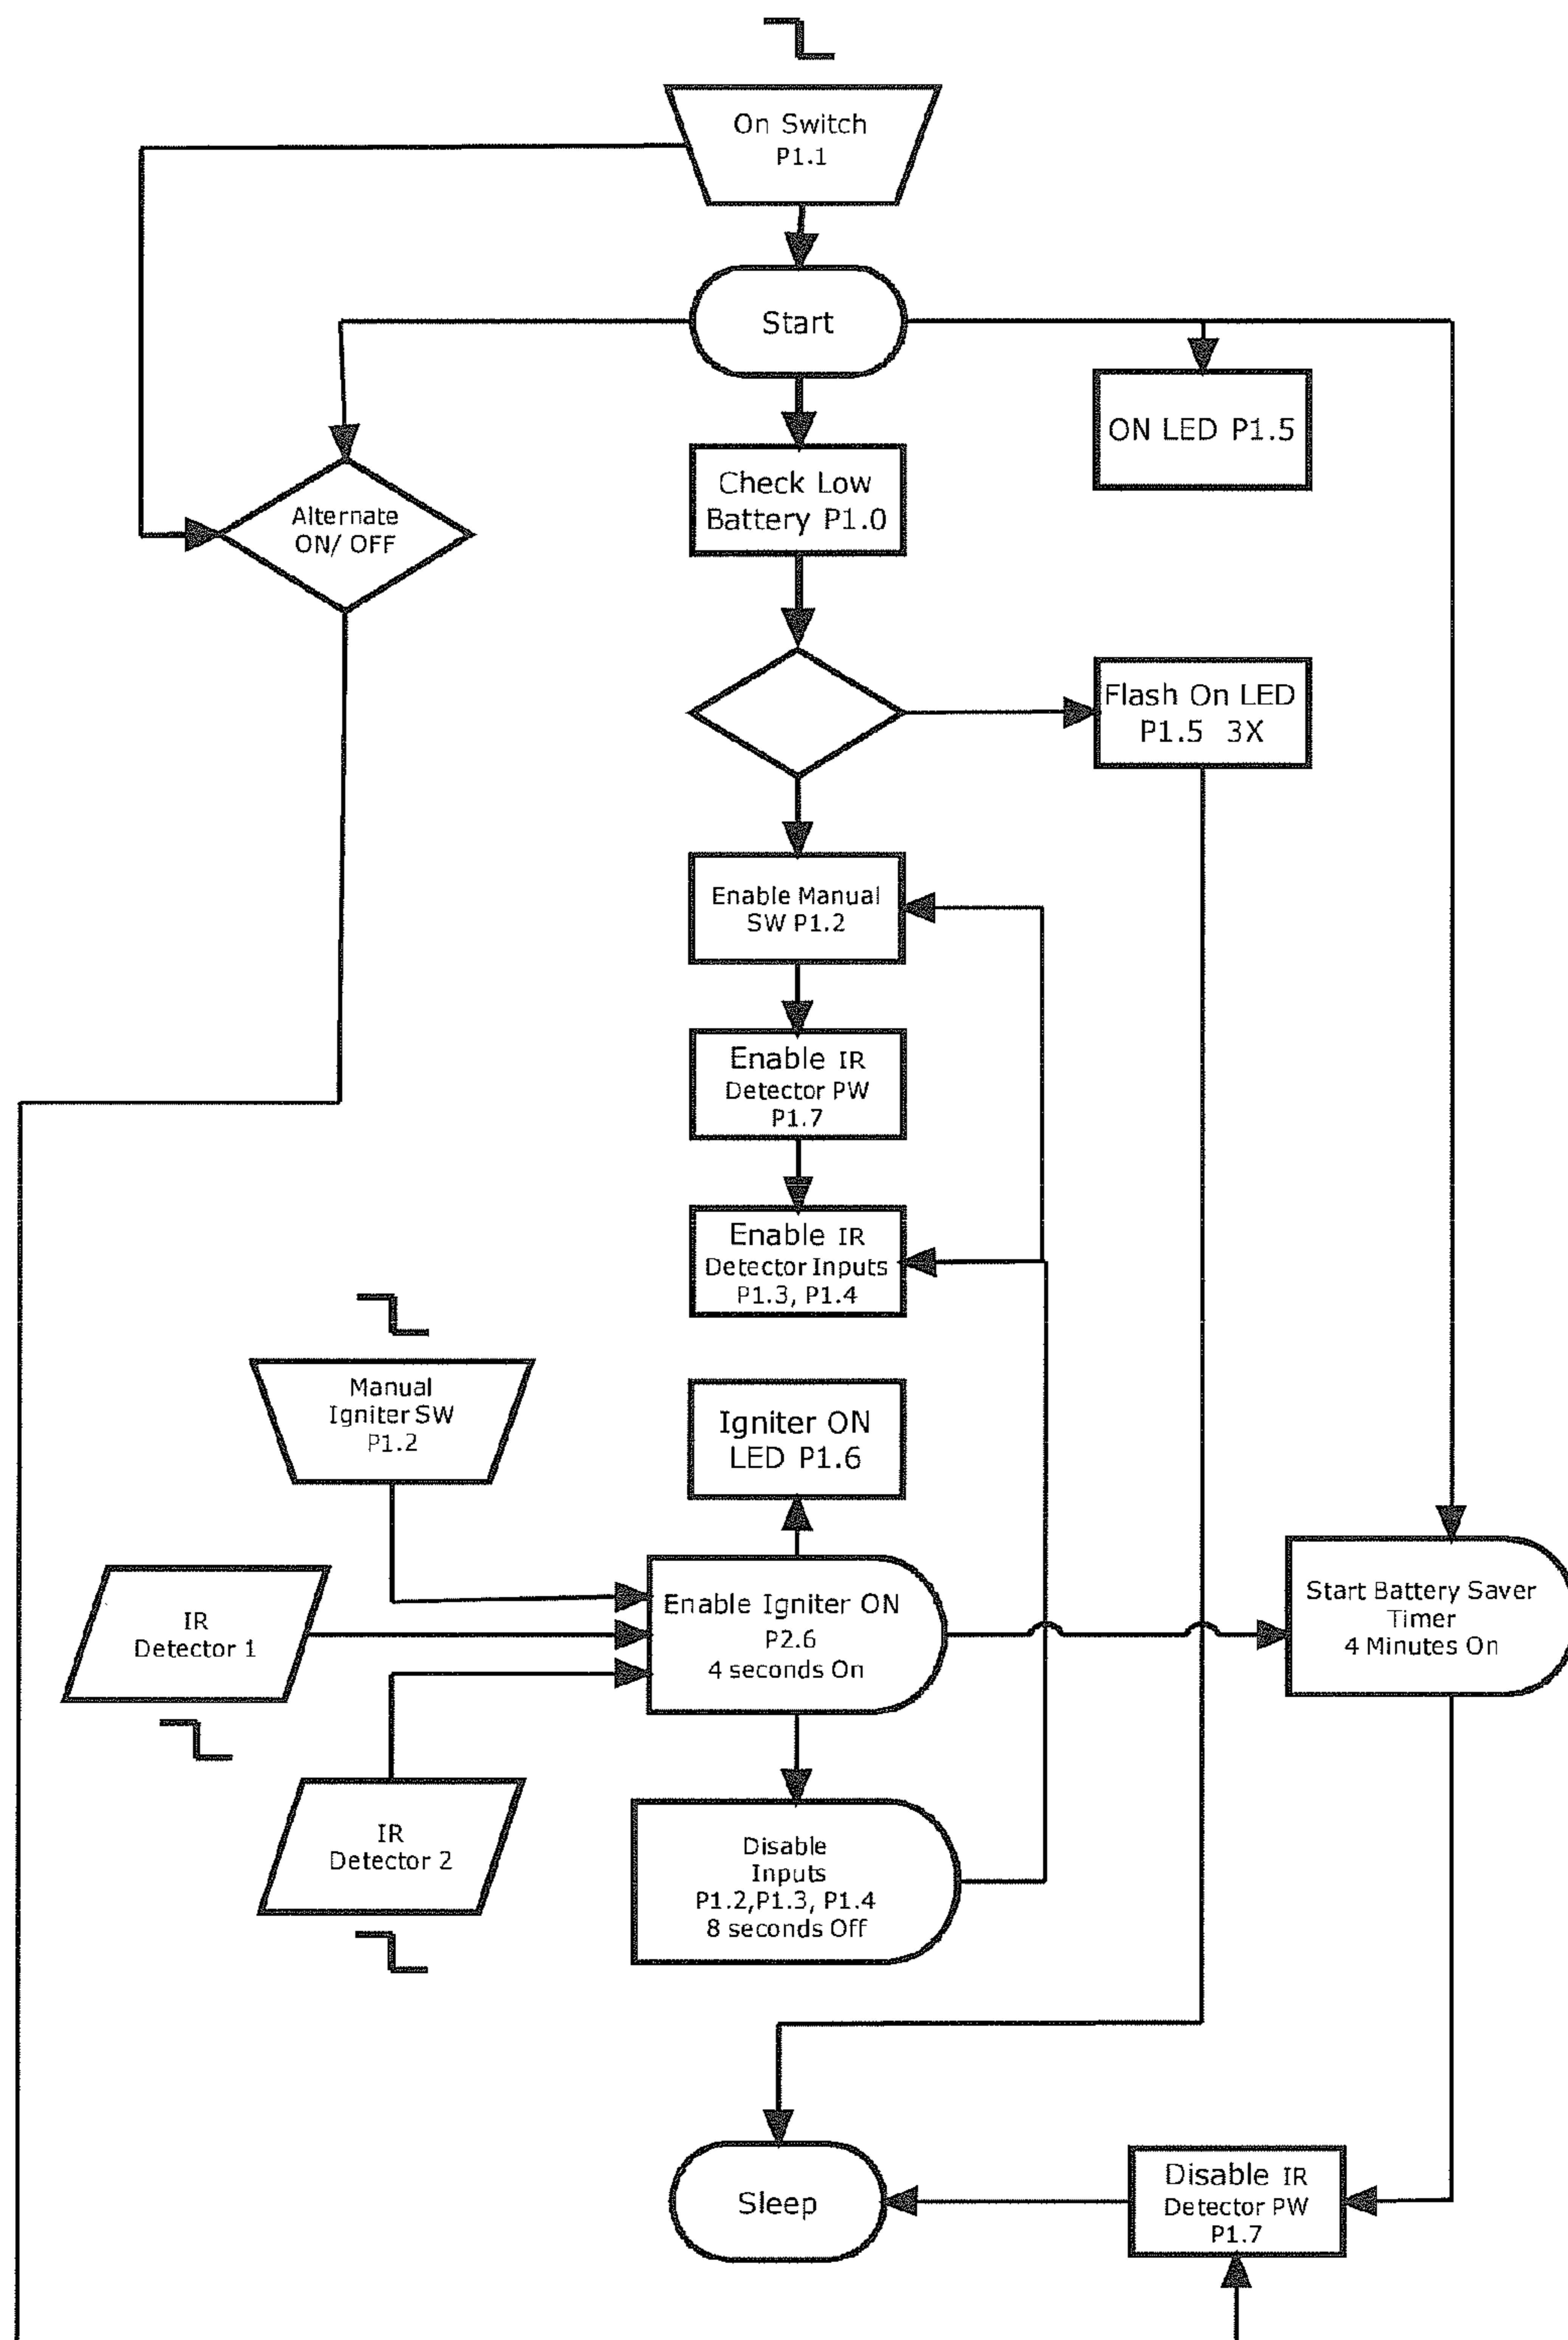 On Switch
P1.1
Start
ON LED P1.5
Check Low
Battery P1.0
Alternate
ON/ OFF
Flash On LED
P1.5 3X
Enable Manual
SW P1.2
Enable IR
Detector PW
P1.7
Enable IR
Detector Inputs
P1.3, P1.4
Manual
Igniter SW
P1.2
Igniter ON
LED P1.6
IR
Detector 1
Enable Igniter ON
P2.6
4 seconds On
Start Battery Saver
Timer
4 Minutes On
IR
Detector 2
Disable
Inputs
P1.2,P1.3, P1.4
8 seconds Off
Sleep
Disable IR
Detector PW
P1.7